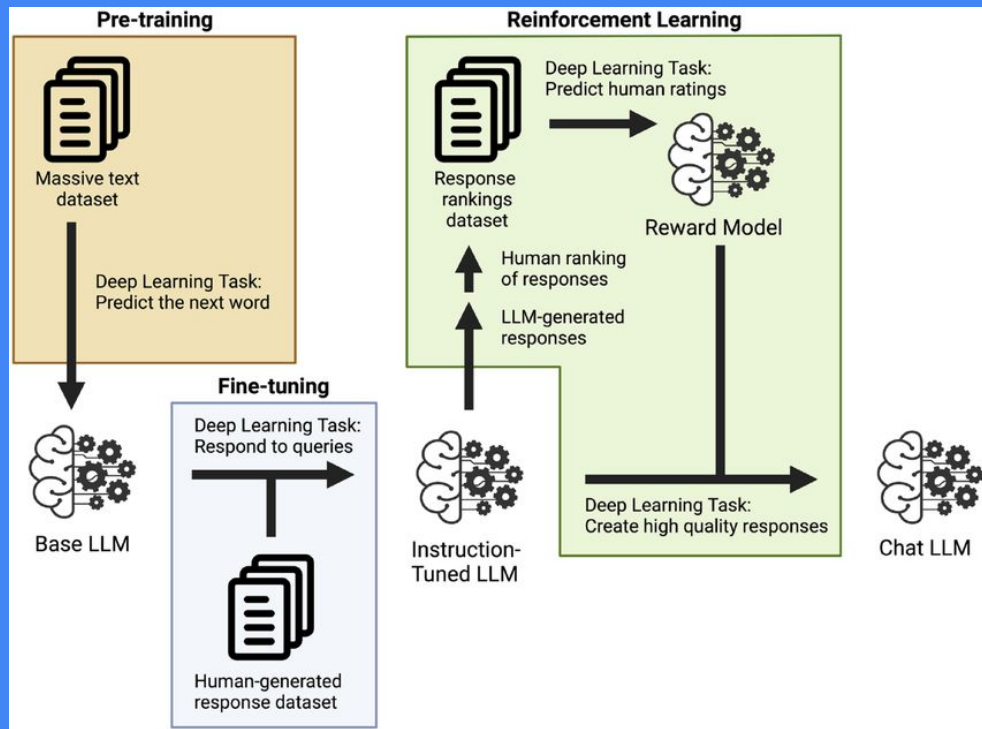 Pre-training
Massive text
dataset
Deep Learning Task:
Predict the next word
Base LLM
Fine-tuning
Deep Learning Task:
Respond to queries
Human-generated
response dataset
Instruction-
Tuned LLM
Reinforcement Learning
LLM-generated
responses
Human ranking
of responses
Response
rankings
dataset
Deep Learning Task:
Predict human ratings
Reward Model
Deep Learning Task:
Create high quality responses
Chat LLM